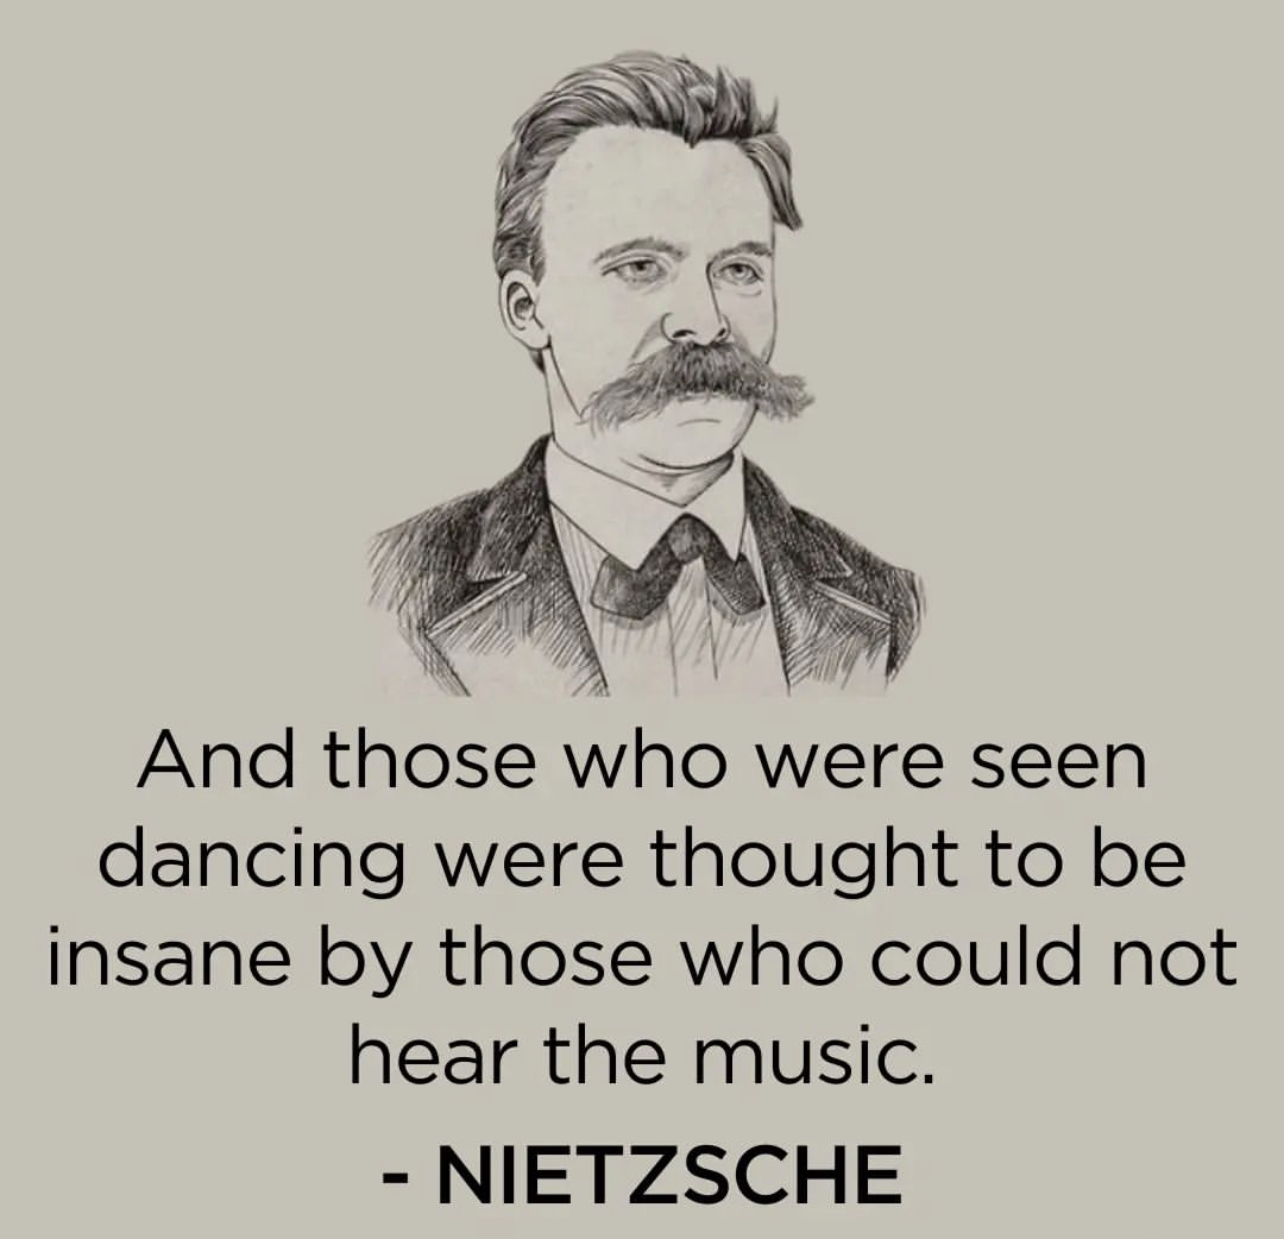 And those who were seen
dancing were thought to be
insane by those who could not
hear the music.
- NIETZSCHE